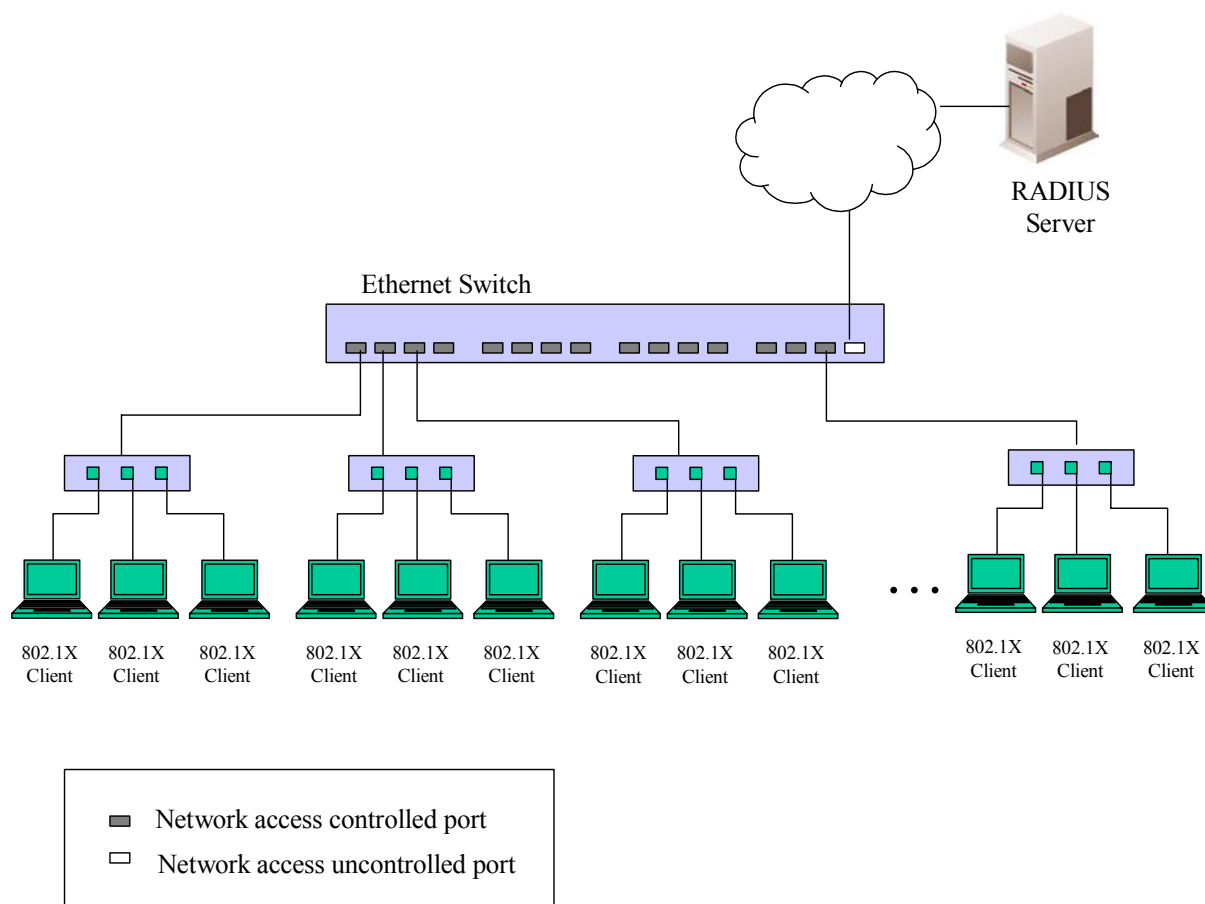 RADIUS
Server
Ethernet Switch
802.1X
Client
802.1X
Client
802.1X
Client
802.1X
Client
802.1X
Client
802.1X
Client
802.1X
Client
802.1X
Client
802.1X
Client
802.1X
Client
802.1X
Client
802.1X
Client
Network access controlled port
Network access uncontrolled port